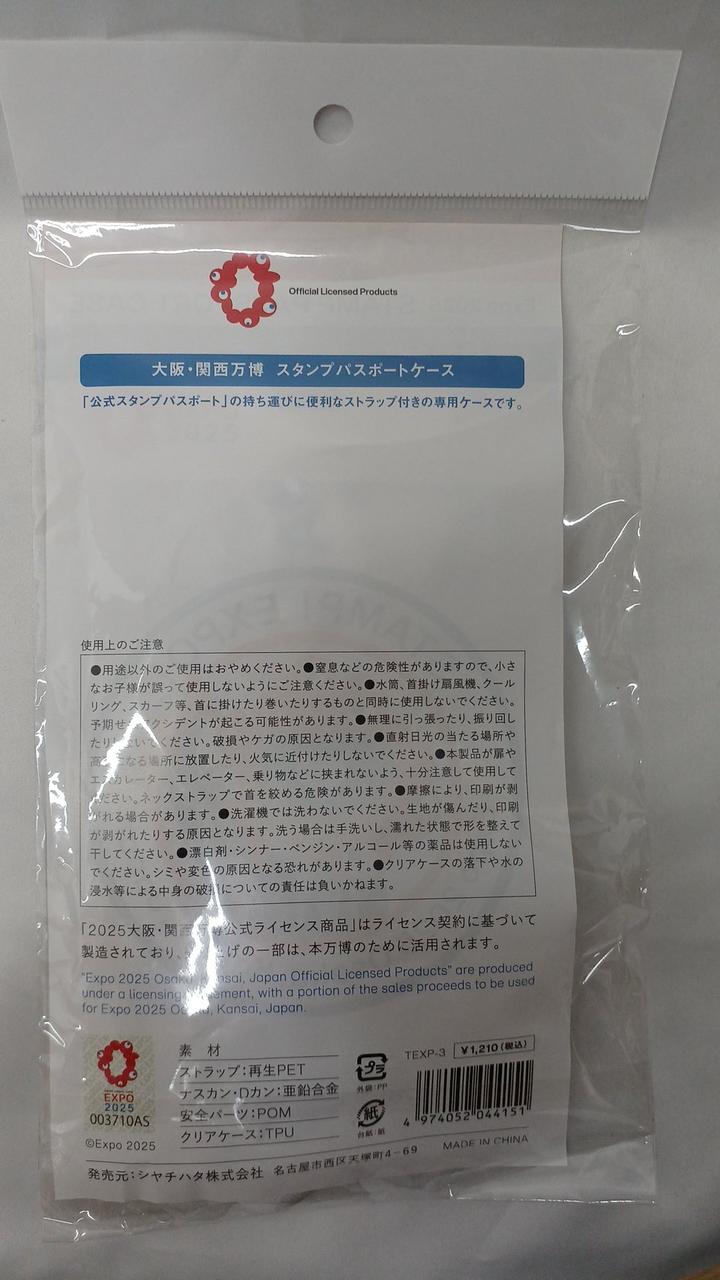 Official Licensed Products
大阪・関西万博 スタンプパスポートケース
「公式スタンプパスポート」の持ち運びに便利なストラップ付きの専用ケースです。
使用上のご注意
●用途以外のご使用はおやめください。●窒息などの危険性がありますので、小さ
なお子様が誤って使用しないようにご注意ください。●水筒、首掛け扇風機、クール
リング、スカーフ等、首に掛けたり巻いたりするものと同時に使用しないでください。
予期せ クシデントが起こる可能性があります。●無理に引っ張ったり、振り回し
たりしないでください。破損やケガの原因となります。●直射日光の当たる場所や
高 なる場所に放置したり、火気に近付けたりしないでください。●本製品が扉や
エスカレーター、エレベーター、乗り物などに挟まれないよう、十分注意して使用して
ください。ネックストラップで首を絞める危険があります。●摩擦により、印刷が剥
がれる場合があります。●洗濯機では洗わないでください。生地が傷んだり、印刷
が剥がれたりする原因となります。洗う場合は手洗いし、濡れた状態で形を整えて
干してください。●漂白剤・シンナー・ベンジン・アルコール等の薬品は使用しない
でください。シミや変色の原因となる恐れがあります。●クリアケースの落下や水の
浸水等による中身の破損についての責任は負いかねます。
「2025大阪・関西万博公式ライセンス商品」はライセンス契約に基づいて
製造されており、 上げの一部は、本万博のために活用されます。
"Expo 2025 Osaka, Kansai, Japan Official Licensed Products" are produced
under a licensing agreement, with a portion of the sales proceeds to be used
for Expo 2025 Osaka, Kansai, Japan.
EXPO
2025
003710AS
©Expo 2025
素 材
ストラップ:再生PET
ナスカン・Dカン:亜鉛合金
安全パーツ:POM
クリアケース:TPU
プラ
外袋:PP
紙
台紙:紙
TEXP-3 ¥1,210(税込)
4 974052 044151
MADE IN CHINA
発売元:シヤチハタ株式会社 名古屋市西区天塚町4-69